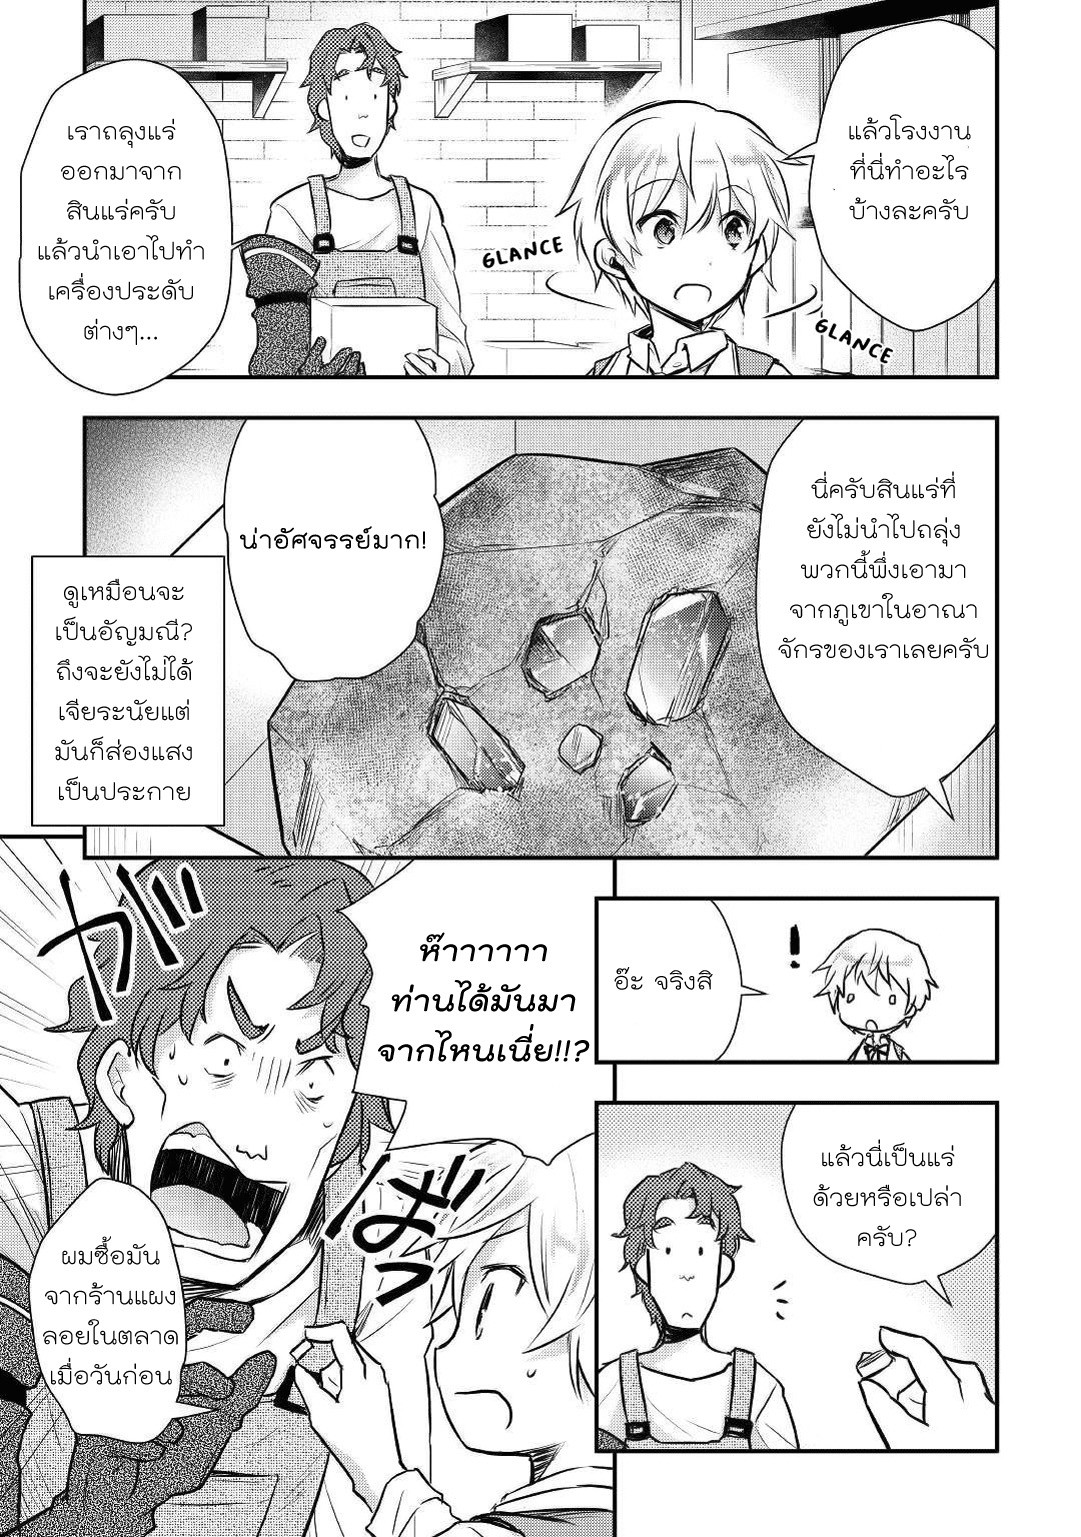 แล้วโรงงาน
ที่นี่ทำอะไร
บ้างละครับ
GLANCE
GLANCE
เราถลุงแร่
ออกมาจาก
สินแร่ครับ
แล้วนำเอาไปทำ
เครื่องประดับ
ต่างๆ...
นี่ครับสินแร่ที่
ยังไม่นำไปถลุง
พวกนี้พึ่งเอามา
จากภูเขาในอาณา
จักรของเราเลยครับ
น่าอัศจรรย์มาก!
ดูเหมือนจะ
เป็นอัญมณี?
ถึงจะยังไม่ได้
เจียระนัยแต่
มันก็ส่องแสง
เป็นประกาย
!
อ๊ะ จริงสิ
แล้วนี่เป็นแร่
ด้วยหรือเปล่า
ครับ?
ガバッ
ห๊าาาาาา
ท่านได้มันมา
จากไหนเนี่ย!!?
ばっ
ผมซื้อมัน
จากร้านแผง
ลอยในตลาด
เมื่อวันก่อน